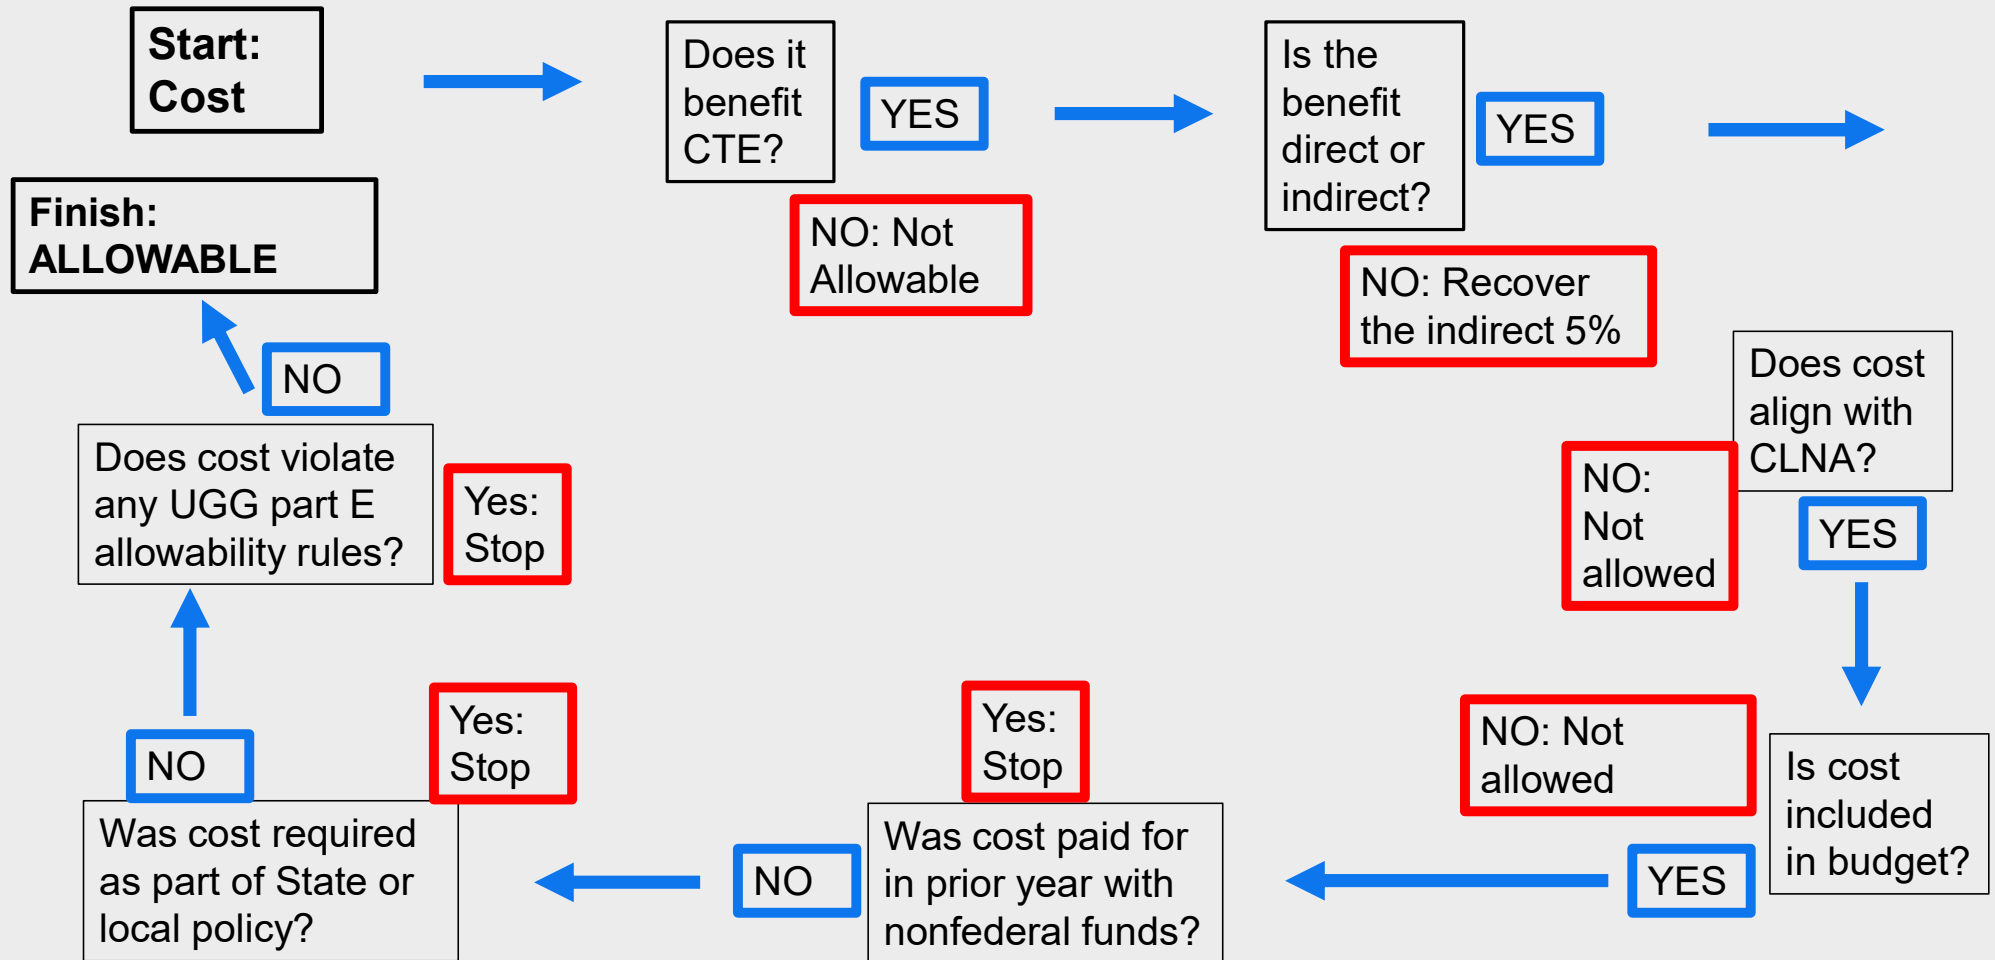 Start:
Cost
Does it
benefit
CTE?
YES
NO: Not
Allowable
Is the
benefit
direct or
indirect?
YES
NO: Recover
the indirect 5%
Does cost
align with
CLNA?
NO:
Not
allowed
YES
Is cost
included
in budget?
NO: Not
allowed
YES
Was cost paid for
in prior year with
nonfederal funds?
Yes:
Stop
NO
Was cost required
as part of State or
local policy?
Yes:
Stop
NO
Does cost violate
any UGG part E
allowability rules?
Yes:
Stop
NO
Finish:
ALLOWABLE